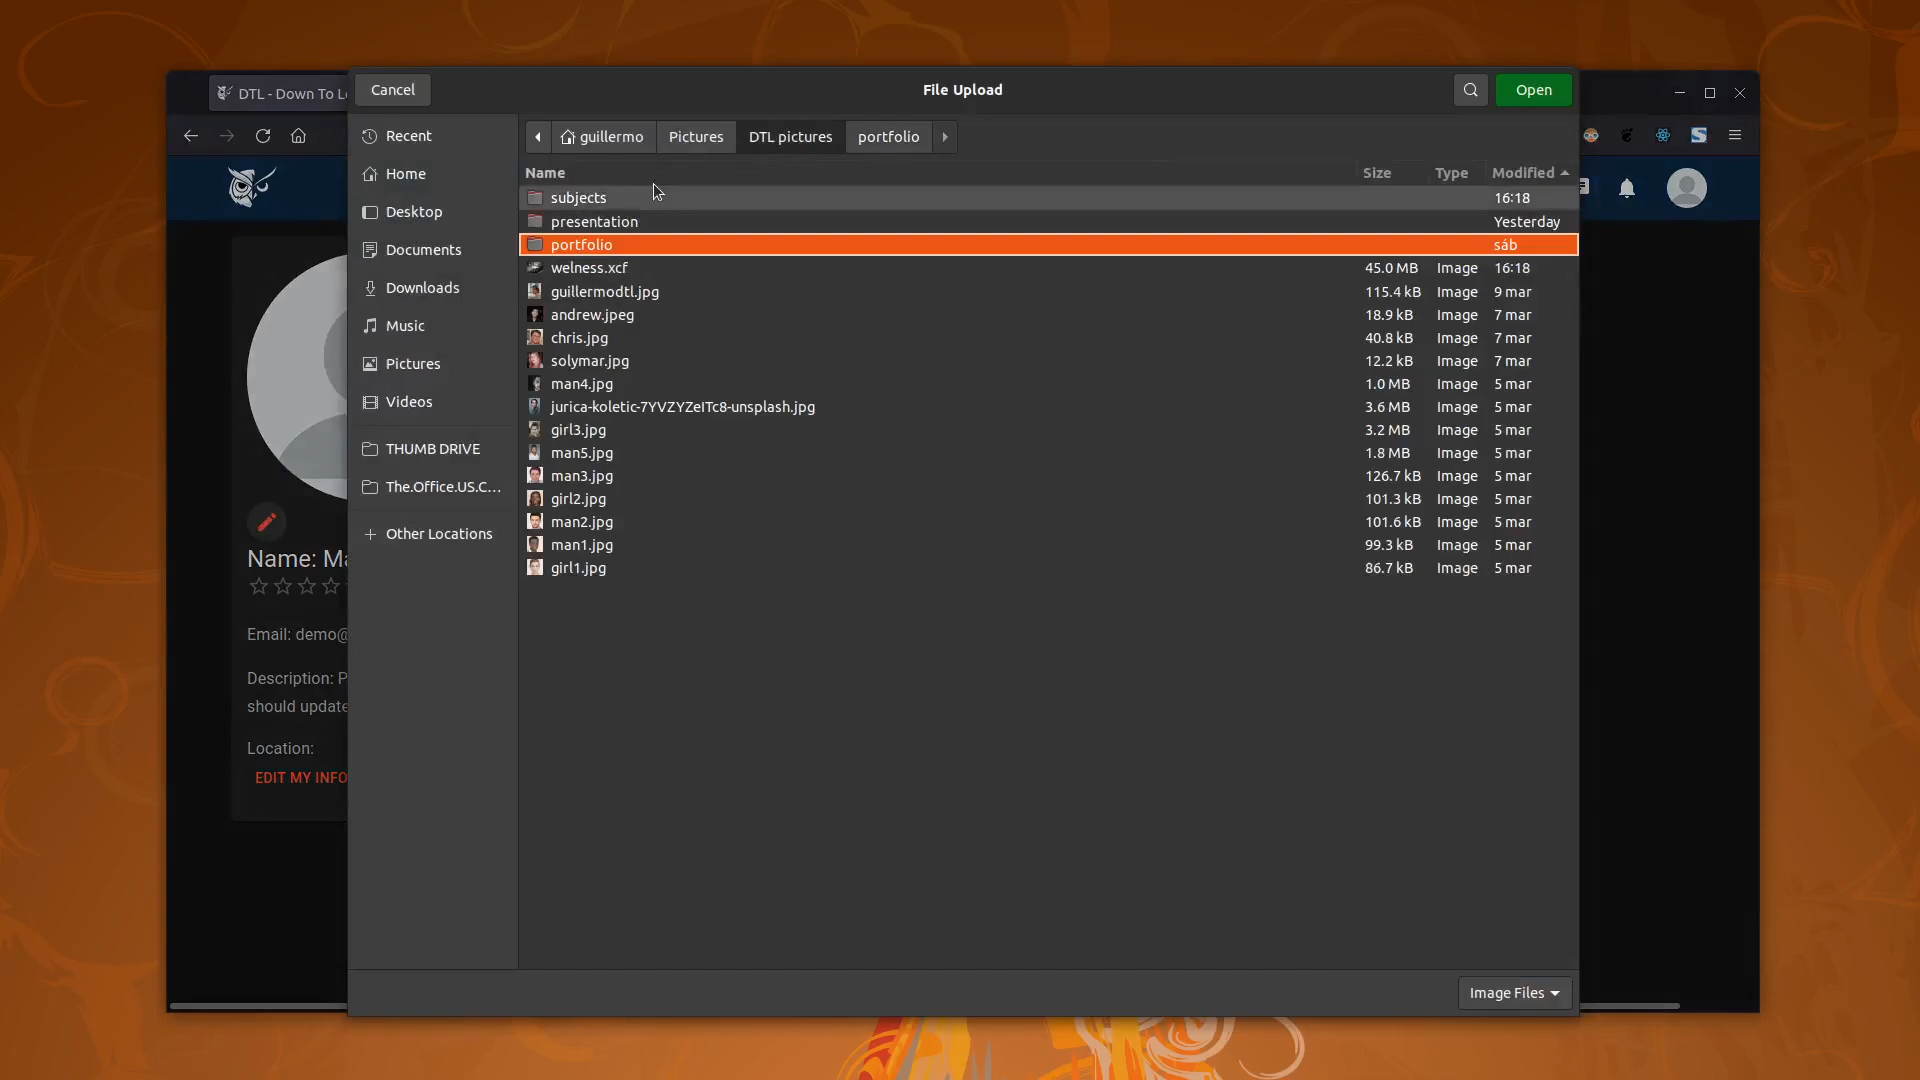 DTL - Down To L
Cancel
File Upload
Open
Recent
Home
Desktop
Documents
Downloads
Music
Pictures
Videos
THUMB DRIVE
The.Office.US.C...
Other Locations
guillermo Pictures DTL pictures portfolio
Name Size Type Modified
subjects 16:18
presentation Yesterday
portfolio sáb
welness.xcf 45.0 MB Image 16:18
guillermodtl.jpg 115.4 kB Image 9 mar
andrew.jpeg 18.9 kB Image 7 mar
chris.jpg 40.8 kB Image 7 mar
solymar.jpg 12.2 kB Image 7 mar
man4.jpg 1.0 MB Image 5 mar
jurica-koletic-7YVZYZeITc8-unsplash.jpg 3.6 MB Image 5 mar
girl3.jpg 3.2 MB Image 5 mar
man5.jpg 1.8 MB Image 5 mar
man3.jpg 126.7 kB Image 5 mar
girl2.jpg 101.3 kB Image 5 mar
man2.jpg 101.6 kB Image 5 mar
man1.jpg 99.3 kB Image 5 mar
girl1.jpg 86.7 kB Image 5 mar
Name: Ma
Email: demo@
Description: P
should update
Location:
EDIT MY INFO
Image Files